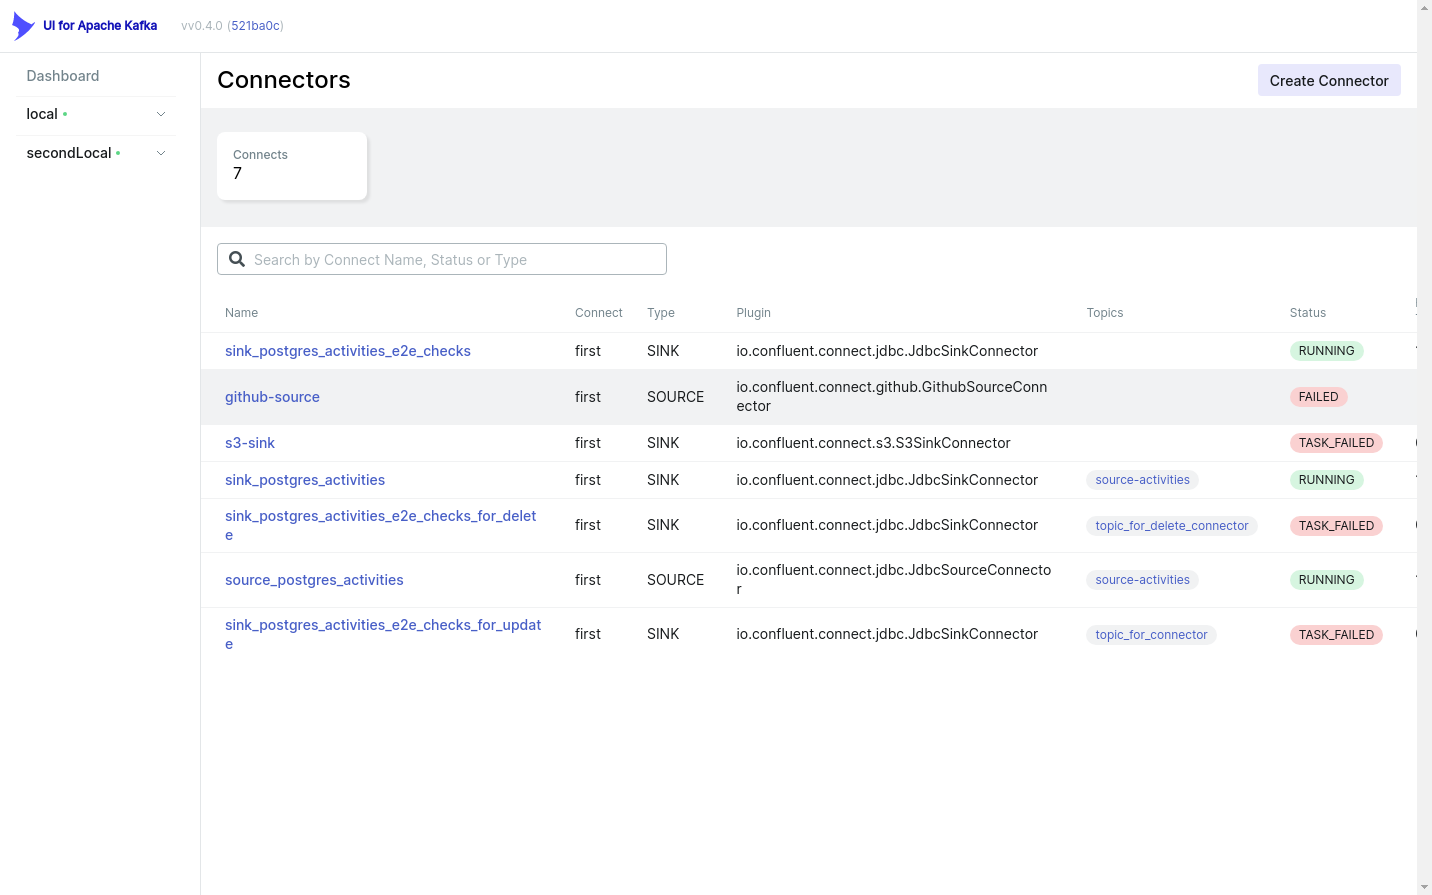 UI for Apache Kafka
vv0.4.0 (521ba0c)
Dashboard
local
secondLocal
Connectors
Create Connector
Connects
7
Search by Connect Name, Status or Type
Name Connect Type Plugin Topics Status
sink_postgres_activities_e2e_checks first SINK io.confluent.connect.jdbc.JdbcSinkConnector RUNNING
github-source first SOURCE io.confluent.connect.github.GithubSourceConn
ector FAILED
s3-sink first SINK io.confluent.connect.s3.S3SinkConnector TASK_FAILED
sink_postgres_activities first SINK io.confluent.connect.jdbc.JdbcSinkConnector source-activities RUNNING
sink_postgres_activities_e2e_checks_for_delet
e first SINK io.confluent.connect.jdbc.JdbcSinkConnector topic_for_delete_connector TASK_FAILED
source_postgres_activities first SOURCE io.confluent.connect.jdbc.JdbcSourceConnecto
r source-activities RUNNING
sink_postgres_activities_e2e_checks_for_updat
e first SINK io.confluent.connect.jdbc.JdbcSinkConnector topic_for_connector TASK_FAILED